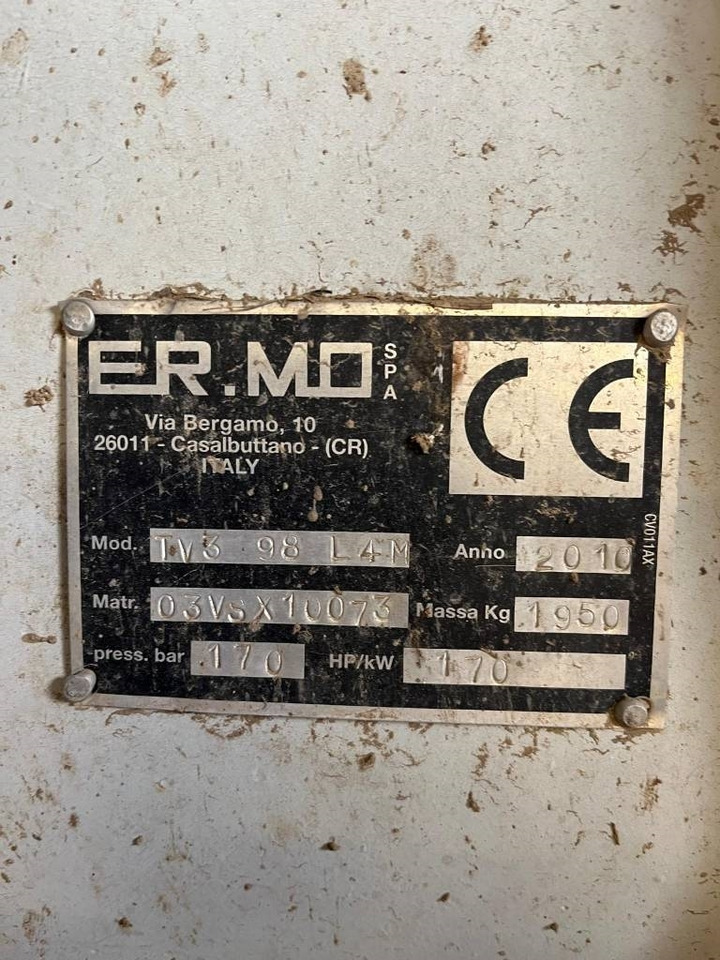 ER.MO SPA
CE
Via Bergamo, 10
26011 - Casalbuttano - (CR)
ITALY
Mod. TV3 98 L4M Anno 2010
Matr. 03VSX10073 Massa Kg 1950
press. bar 170 HP/kW 170
CV011AX